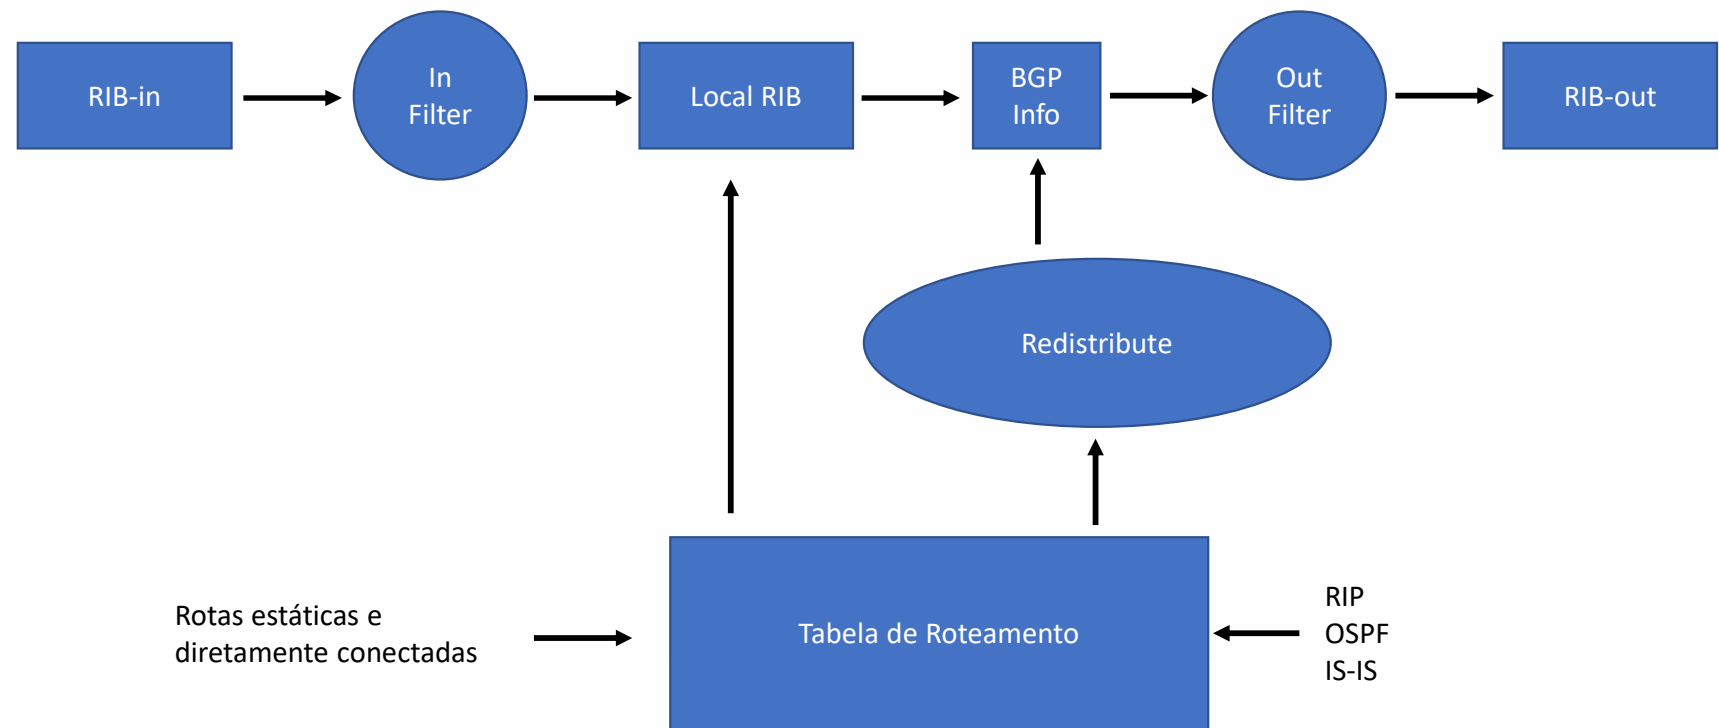 RIB-in
In
Filter
Local RIB
BGP
Info
Out
Filter
RIB-out
Redistribute
Rotas estáticas e
diretamente conectadas
Tabela de Roteamento
RIP
OSPF
IS-IS